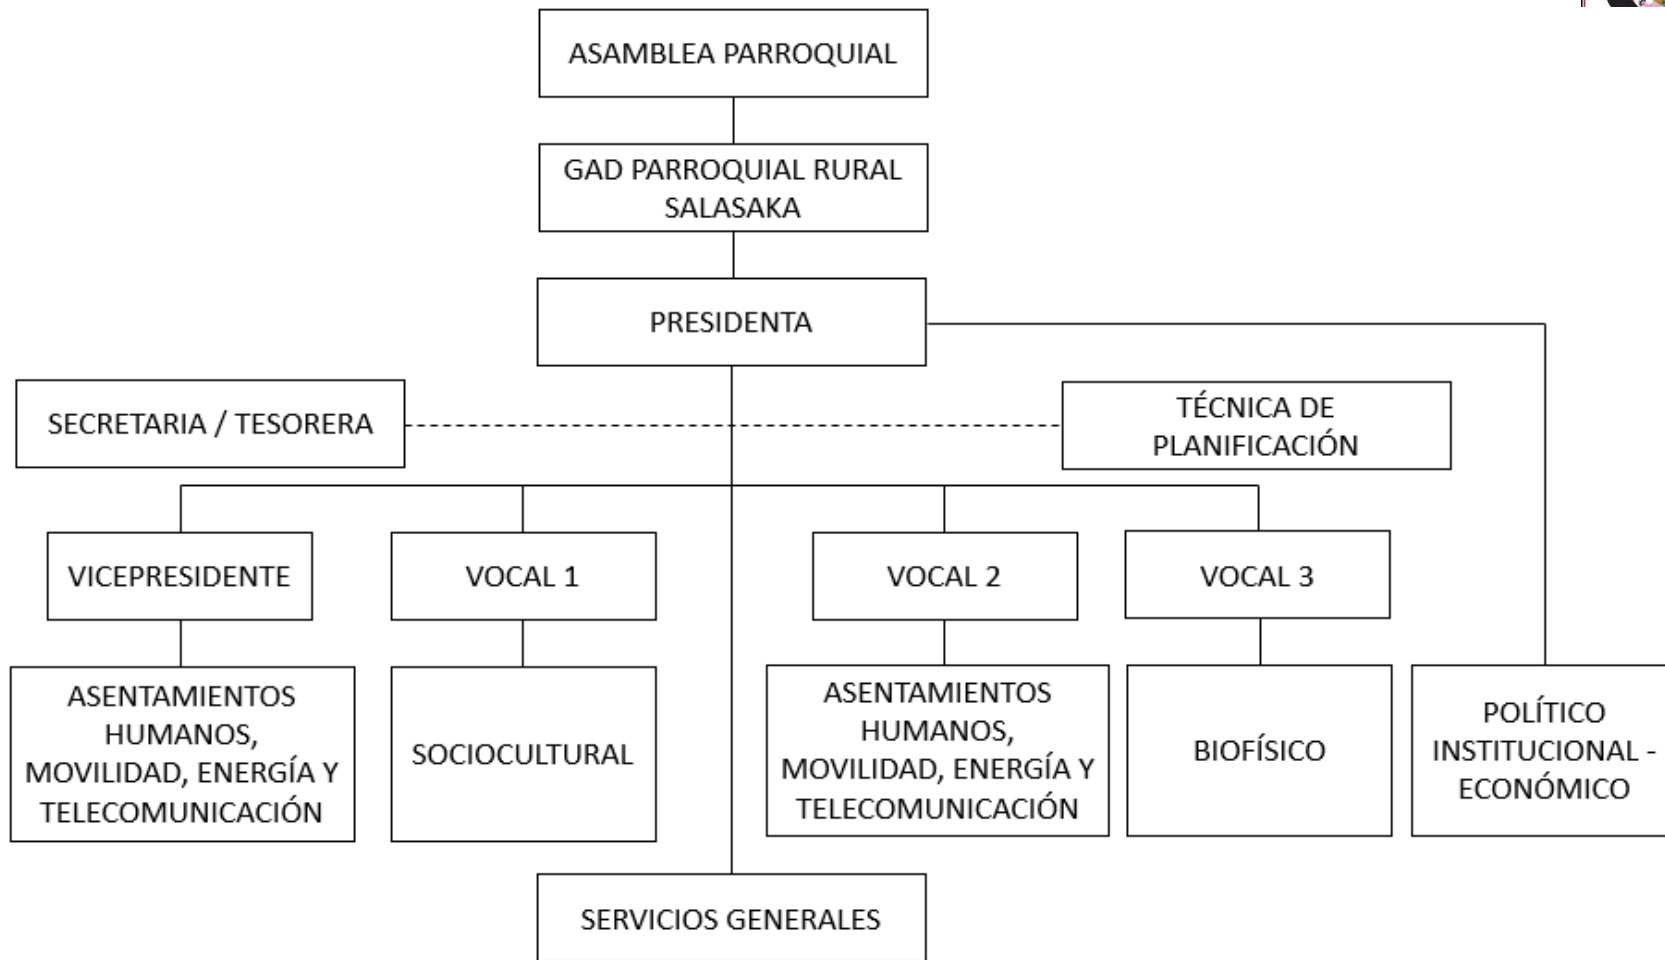 ASAMBLEA PARROQUIAL
GAD PARROQUIAL RURAL
SALASAKA
PRESIDENTA
SECRETARIA / TESORERA
TÉCNICA DE
PLANIFICACIÓN
VICEPRESIDENTE
VOCAL 1
VOCAL 2
VOCAL 3
ASENTAMIENTOS
HUMANOS,
MOVILIDAD, ENERGÍA Y
TELECOMUNICACIÓN
SOCIOCULTURAL
ASENTAMIENTOS
HUMANOS,
MOVILIDAD, ENERGÍA Y
TELECOMUNICACIÓN
BIOFÍSICO
POLÍTICO
INSTITUCIONAL -
ECONÓMICO
SERVICIOS GENERALES